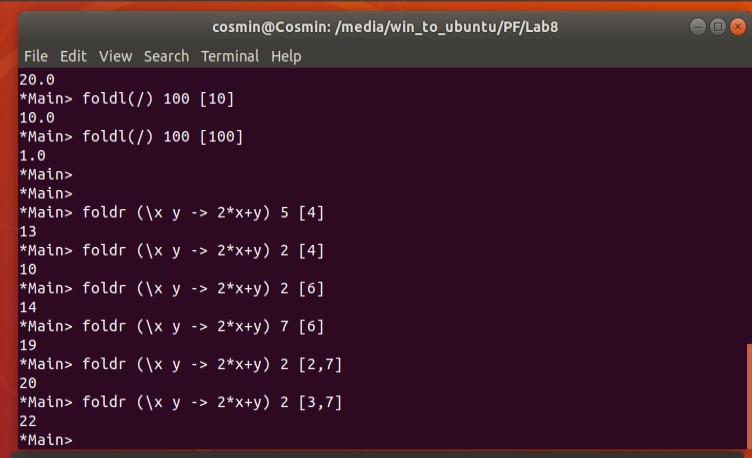 cosmin@Cosmin: /media/win_to_ubuntu/PF/Lab8
File Edit View Search Terminal Help
20.0
*Main> foldl(/) 100 [10]
10.0
*Main> foldl(/) 100 [100]
1.0
*Main>
*Main>
*Main> foldr (\x y -> 2*x+y) 5 [4]
13
*Main> foldr (\x y -> 2*x+y) 2 [4]
10
*Main> foldr (\x y -> 2*x+y) 2 [6]
14
*Main> foldr (\x y -> 2*x+y) 7 [6]
19
*Main> foldr (\x y -> 2*x+y) 2 [2,7]
20
*Main> foldr (\x y -> 2*x+y) 2 [3,7]
22
*Main>